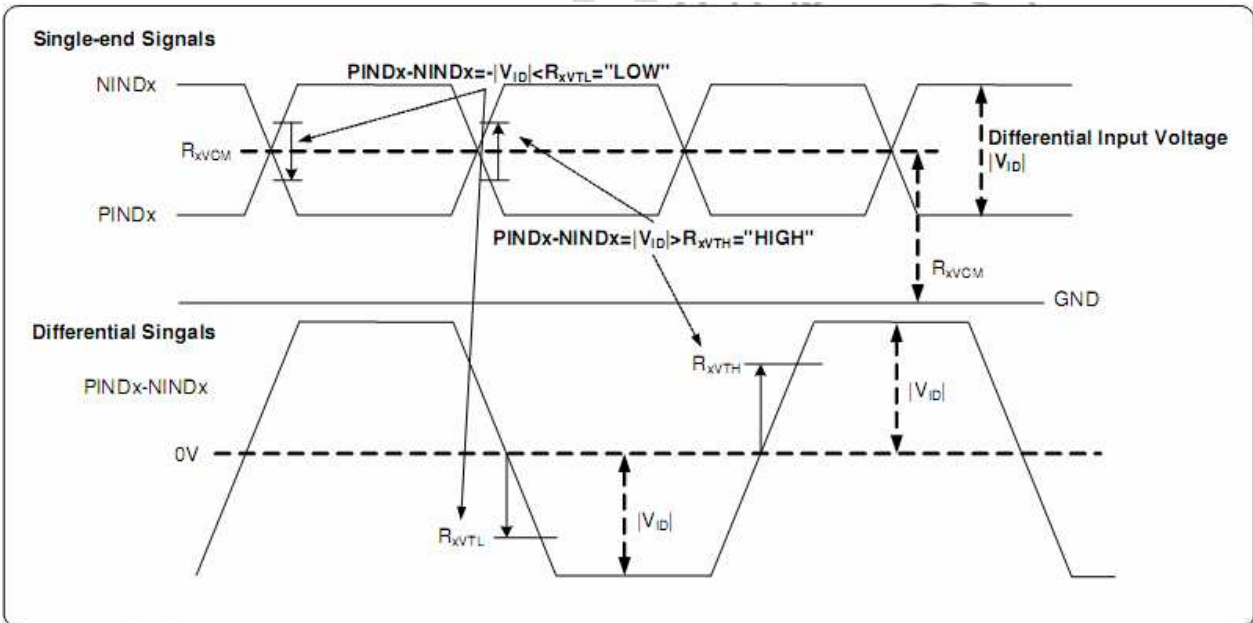 Single-end Signals
PINDx-NINDx=-|VID|<RxVTL="LOW"
NINDx
RxVCM
Differential Input Voltage
|VID|
PINDx
PINDx-NINDx=|VID|>RxVTH="HIGH"
RxVCM
GND
Differential Singals
RxVTH
PINDx-NINDx
|VID|
0V
|VID|
RxVTL